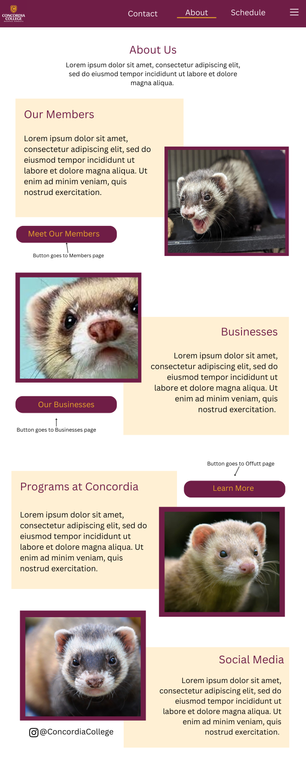 CONCORDIA
COLLEGE
Contact
About
Schedule
About Us
Lorem ipsum dolor sit amet, consectetur adipiscing elit,
sed do eiusmod tempor incididunt ut labore et dolore
magna aliqua.
Our Members
Lorem ipsum dolor sit amet,
consectetur adipiscing elit, sed do
eiusmod tempor incididunt ut
labore et dolore magna aliqua. Ut
enim ad minim veniam, quis
nostrud exercitation.
Meet Our Members
Button goes to Members page
Businesses
Lorem ipsum dolor sit amet,
consectetur adipiscing elit, sed do
eiusmod tempor incididunt ut
labore et dolore magna aliqua. Ut
enim ad minim veniam, quis
nostrud exercitation.
Our Businesses
Button goes to Businesses page
Button goes to Offutt page
Learn More
Programs at Concordia
Lorem ipsum dolor sit amet,
consectetur adipiscing elit, sed do
eiusmod tempor incididunt ut
labore et dolore magna aliqua. Ut
enim ad minim veniam, quis
nostrud exercitation.
Social Media
Lorem ipsum dolor sit amet,
consectetur adipiscing elit, sed do
eiusmod tempor incididunt ut
labore et dolore magna aliqua. Ut
enim ad minim veniam, quis
nostrud exercitation.
@ConcordiaCollege